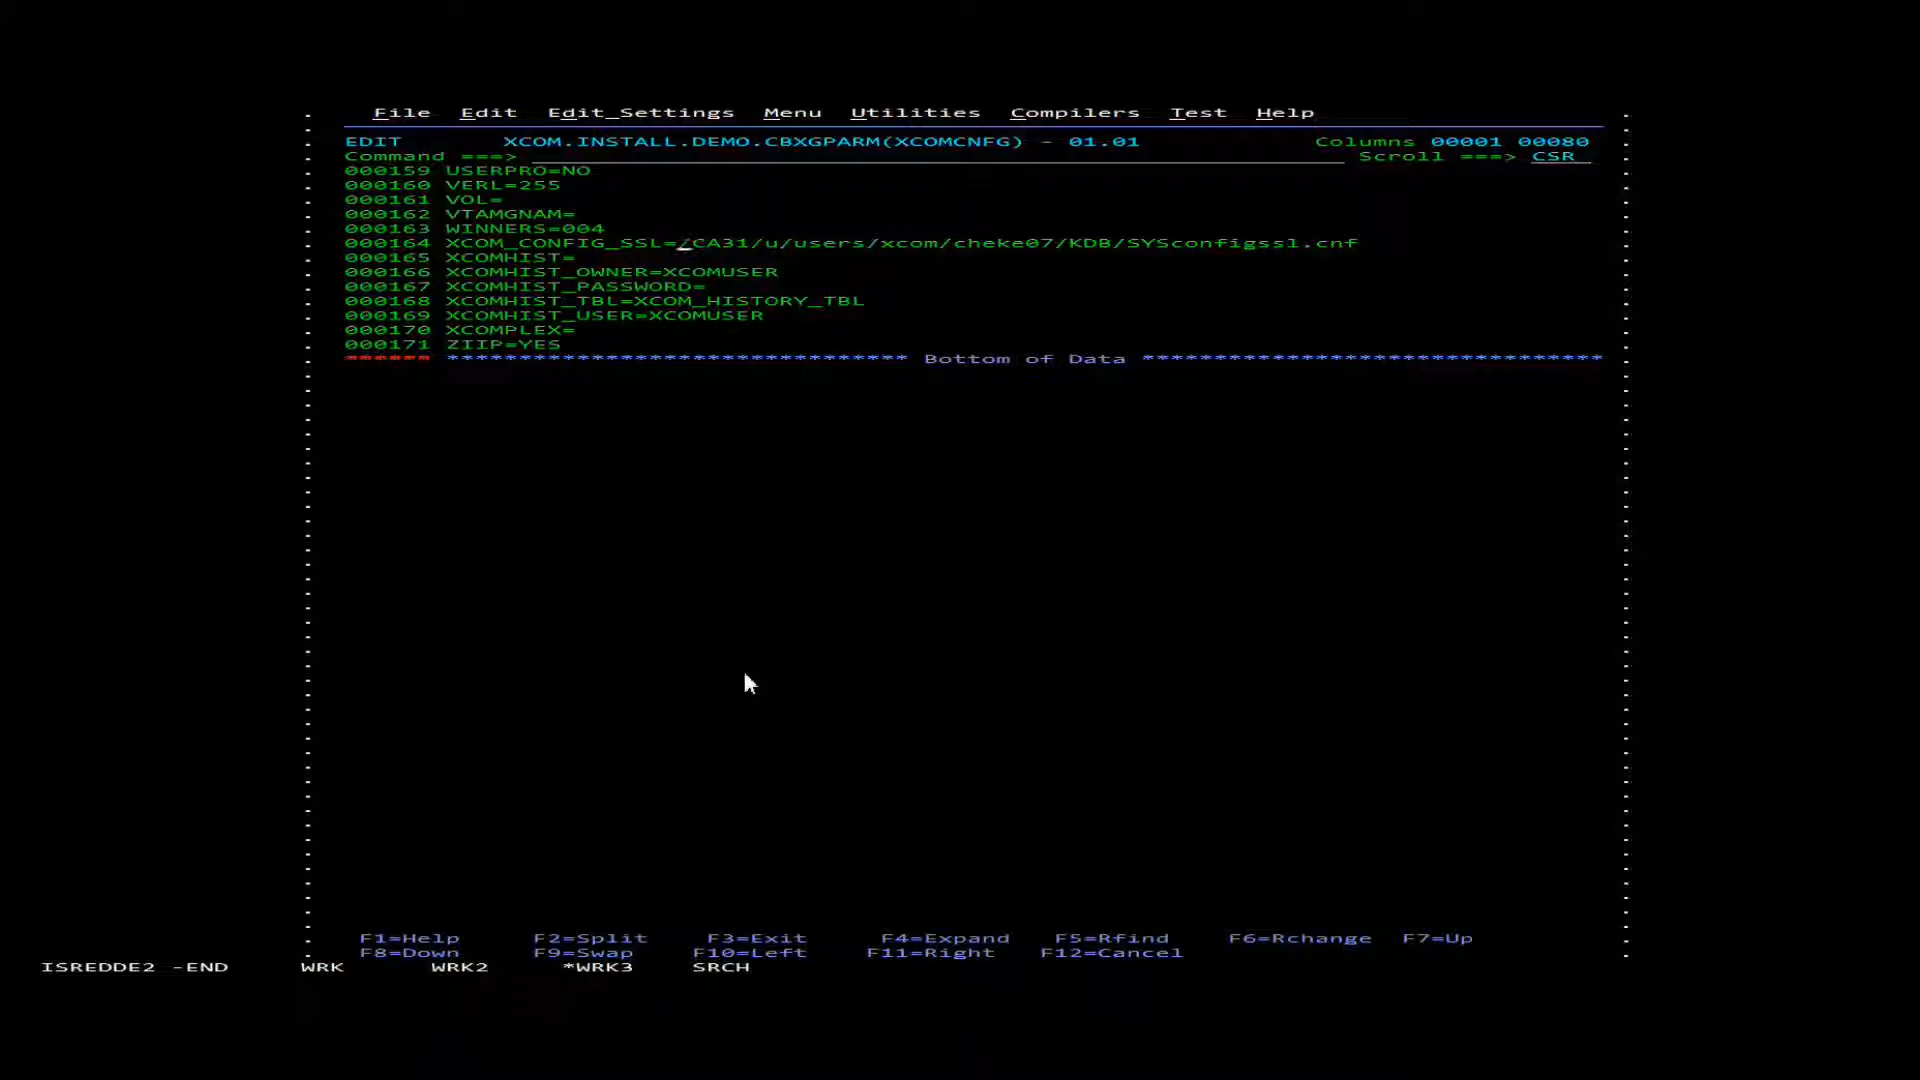 File Edit Edit_Settings Menu Utilities Compilers Test Help
EDIT XCOM.INSTALL.DEMO.CBXGPARM(XCOMCNFG) - 01.01 Columns 00001 00080
Command ===> Scroll ===> CSR
000159 USERPRO=NO
000160 VERL=255
000161 VOL=
000162 VTAMGNAM=
000163 WINNERS=004
000164 XCOM_CONFIG_SSL=/CA31/u/users/xcom/cheke07/KDB/SYSconfigssl.cnf
000165 XCOMHIST=
000166 XCOMHIST_OWNER=XCOMUSER
000167 XCOMHIST_PASSWORD=
000168 XCOMHIST_TBL=XCOM_HISTORY_TBL
000169 XCOMHIST_USER=XCOMUSER
000170 XCOMPLEX=
000171 ZIIP=YES
****** ******************************** Bottom of Data ********************************
F1=Help F2=Split F3=Exit F4=Expand F5=Rfind F6=Rchange F7=Up
F8=Down F9=Swap F10=Left F11=Right F12=Cancel
ISREDDE2 -END WRK WRK2 *WRK3 SRCH